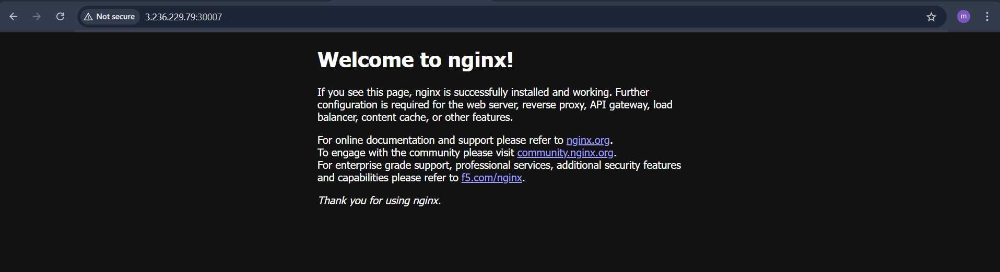 Not secure 3.236.229.79:30007 m
Welcome to nginx!
If you see this page, nginx is successfully installed and working. Further
configuration is required for the web server, reverse proxy, API gateway, load
balancer, content cache, or other features.
For online documentation and support please refer to nginx.org.
To engage with the community please visit community.nginx.org.
For enterprise grade support, professional services, additional security features
and capabilities please refer to f5.com/nginx.
Thank you for using nginx.